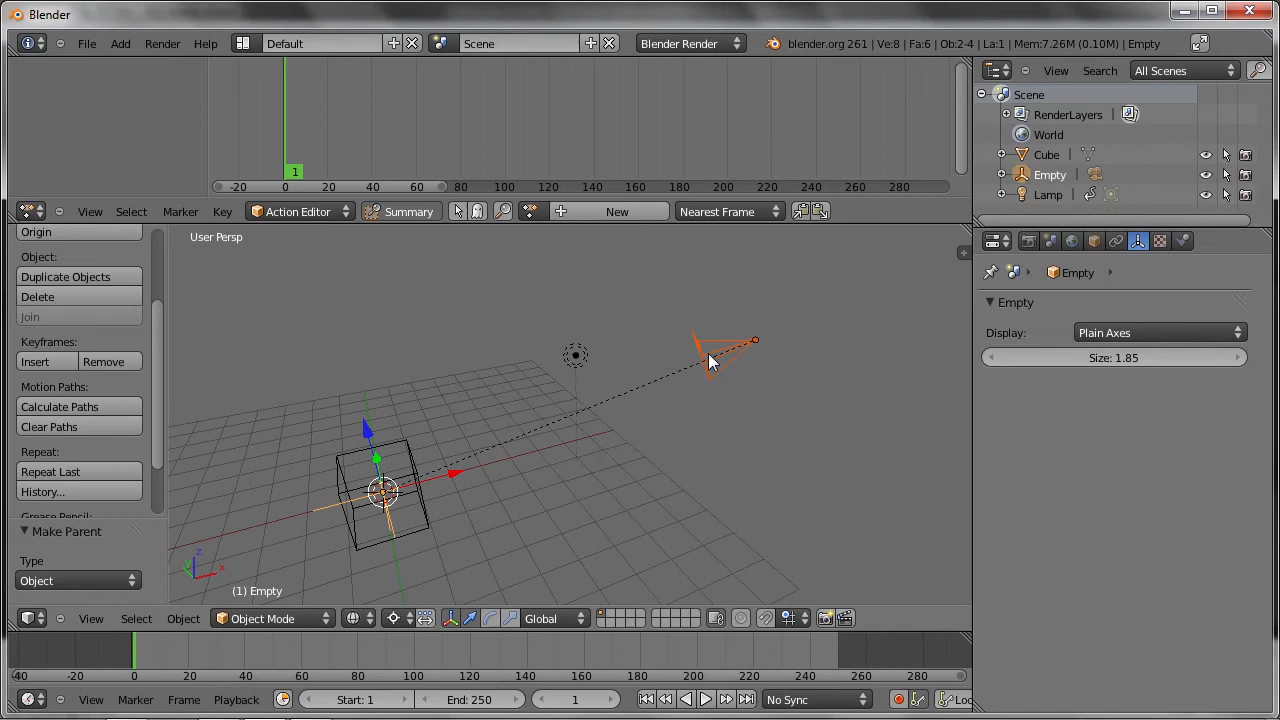 Blender
File Add Render Help Default Scene Blender Render blender.org 261 | Ve:8 | Fa:6 | Ob:2-4 | La:1 | Mem:7.26M (0.10M) | Empty
View Search All Scenes
Scene
RenderLayers |
World
Cube |
Empty |
Lamp |
1
-20 0 20 40 60 80 100 120 140 160 180 200 220 240 260 280
View Select Marker Key Action Editor Summary New Nearest Frame
Origin
Object:
Duplicate Objects
Delete
Join
Keyframes:
Insert Remove
Motion Paths:
Calculate Paths
Clear Paths
Repeat:
Repeat Last
History...
Grease Pencil:
Make Parent
Type
Object
User Persp
z
y
x
(1) Empty
Empty
Empty
Display: Plain Axes
Size: 1.85
View Select Object Object Mode Global
-40 -20 0 20 40 60 80 100 120 140 160 180 200 220 240 260 280
View Marker Frame Playback Start: 1 End: 250 1 No Sync Loc